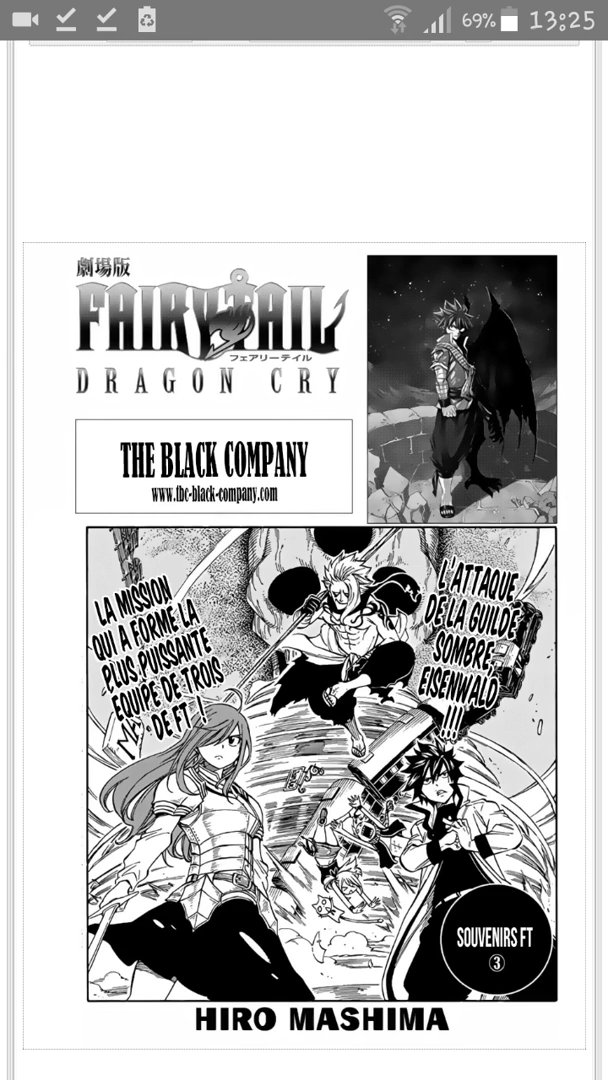 69% 13:25
劇場版
FAIRY TAIL
フェアリーテイル
DRAGON CRY
THE BLACK COMPANY
www.tbc-black-company.com
LA MISSION
QUI A FORMÉ LA
PLUS PUISSANTE
EQUIPE DE TROIS
DE FT !
L'ATTAQUE
DE LA GUILDE
SOMBRE,
EISENWALD
!!!!
SOUVENIRS FT
③
HIRO MASHIMA